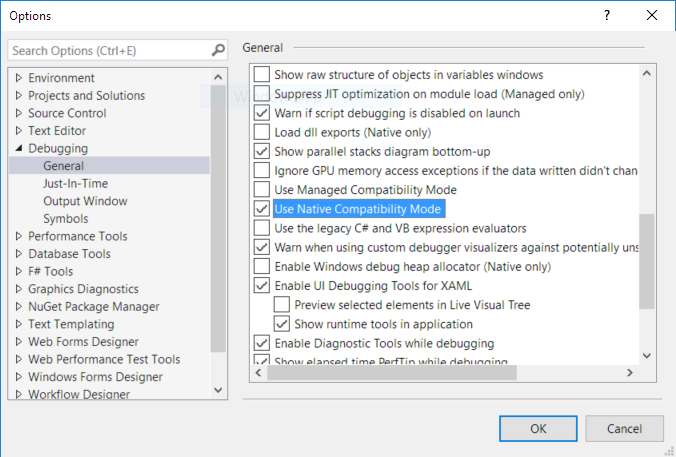 Options
?
Search Options (Ctrl+E)
Environment
Projects and Solutions
Source Control
Text Editor
Debugging
General
Just-In-Time
Output Window
Symbols
Performance Tools
Database Tools
F# Tools
Graphics Diagnostics
NuGet Package Manager
Text Templating
Web Forms Designer
Web Performance Test Tools
Windows Forms Designer
Workflow Designer
General
Show raw structure of objects in variables windows
Suppress JIT optimization on module load (Managed only)
Warn if script debugging is disabled on launch
Load dll exports (Native only)
Show parallel stacks diagram bottom-up
Ignore GPU memory access exceptions if the data written didn't chan
Use Managed Compatibility Mode
Use Native Compatibility Mode
Use the legacy C# and VB expression evaluators
Warn when using custom debugger visualizers against potentially uns
Enable Windows debug heap allocator (Native only)
Enable UI Debugging Tools for XAML
Preview selected elements in Live Visual Tree
Show runtime tools in application
Enable Diagnostic Tools while debugging
Show elapsed time PerfTip while debugging
OK
Cancel